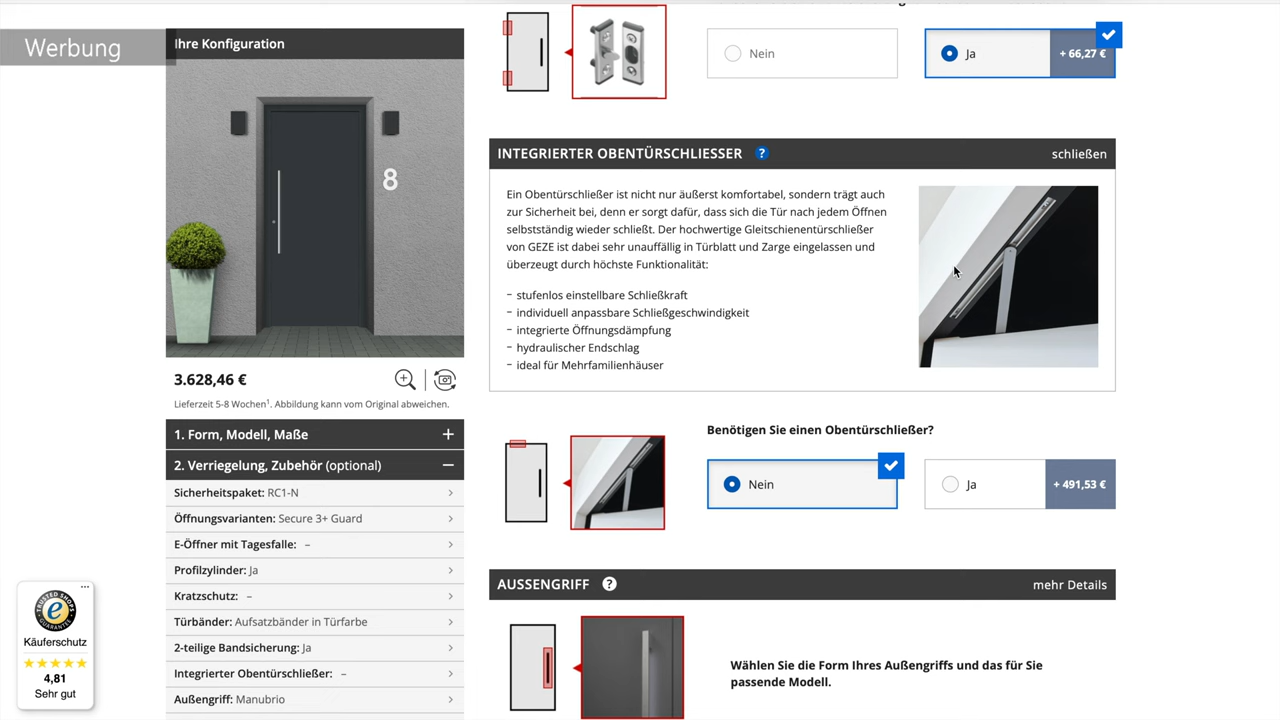 Werbung
Ihre Konfiguration
8
3.628,46 €
Lieferzeit 5-8 Wochen¹. Abbildung kann vom Original abweichen.
1. Form, Modell, Maße
2. Verriegelung, Zubehör (optional)
Sicherheitspaket: RC1-N
Öffnungsvarianten: Secure 3+ Guard
E-Öffner mit Tagesfalle: –
Profilzylinder: Ja
Kratzschutz: –
Türbänder: Aufsatzbänder in Türfarbe
2-teilige Bandsicherung: Ja
Integrierter Obentürschließer: –
Außengriff: Manubrio
TRUSTED SHOPS
GUARANTEE
Käuferschutz
4,81
Sehr gut
Nein
Ja
+ 66,27 €
INTEGRIERTER OBENTÜRSCHLIESSER ?
schließen
Ein Obentürschließer ist nicht nur äußerst komfortabel, sondern trägt auch
zur Sicherheit bei, denn er sorgt dafür, dass sich die Tür nach jedem Öffnen
selbstständig wieder schließt. Der hochwertige Gleitschienentürschließer
von GEZE ist dabei sehr unauffällig in Türblatt und Zarge eingelassen und
überzeugt durch höchste Funktionalität:
– stufenlos einstellbare Schließkraft
– individuell anpassbare Schließgeschwindigkeit
– integrierte Öffnungsdämpfung
– hydraulischer Endschlag
– ideal für Mehrfamilienhäuser
Benötigen Sie einen Obentürschließer?
Nein
Ja
+ 491,53 €
AUSSENGRIFF ?
mehr Details
Wählen Sie die Form Ihres Außengriffs und das für Sie
passende Modell.